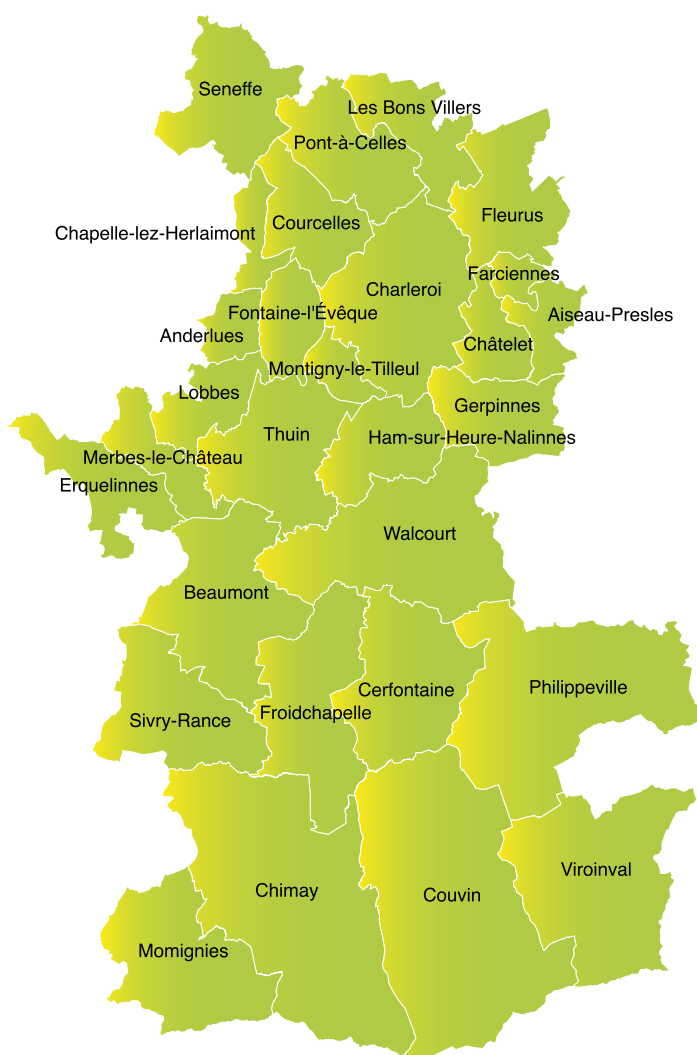 Seneffe
Les Bons Villers
Pont-à-Celles
Fleurus
Courcelles
Chapelle-lez-Herlaimont
Farciennes
Charleroi
Fontaine-l'Évêque
Aiseau-Presles
Anderlues
Châtelet
Montigny-le-Tilleul
Lobbes
Gerpinnes
Thuin
Ham-sur-Heure-Nalinnes
Merbes-le-Château
Erquelinnes
Walcourt
Beaumont
Philippeville
Cerfontaine
Froidchapelle
Sivry-Rance
Viroinval
Chimay
Couvin
Momignies